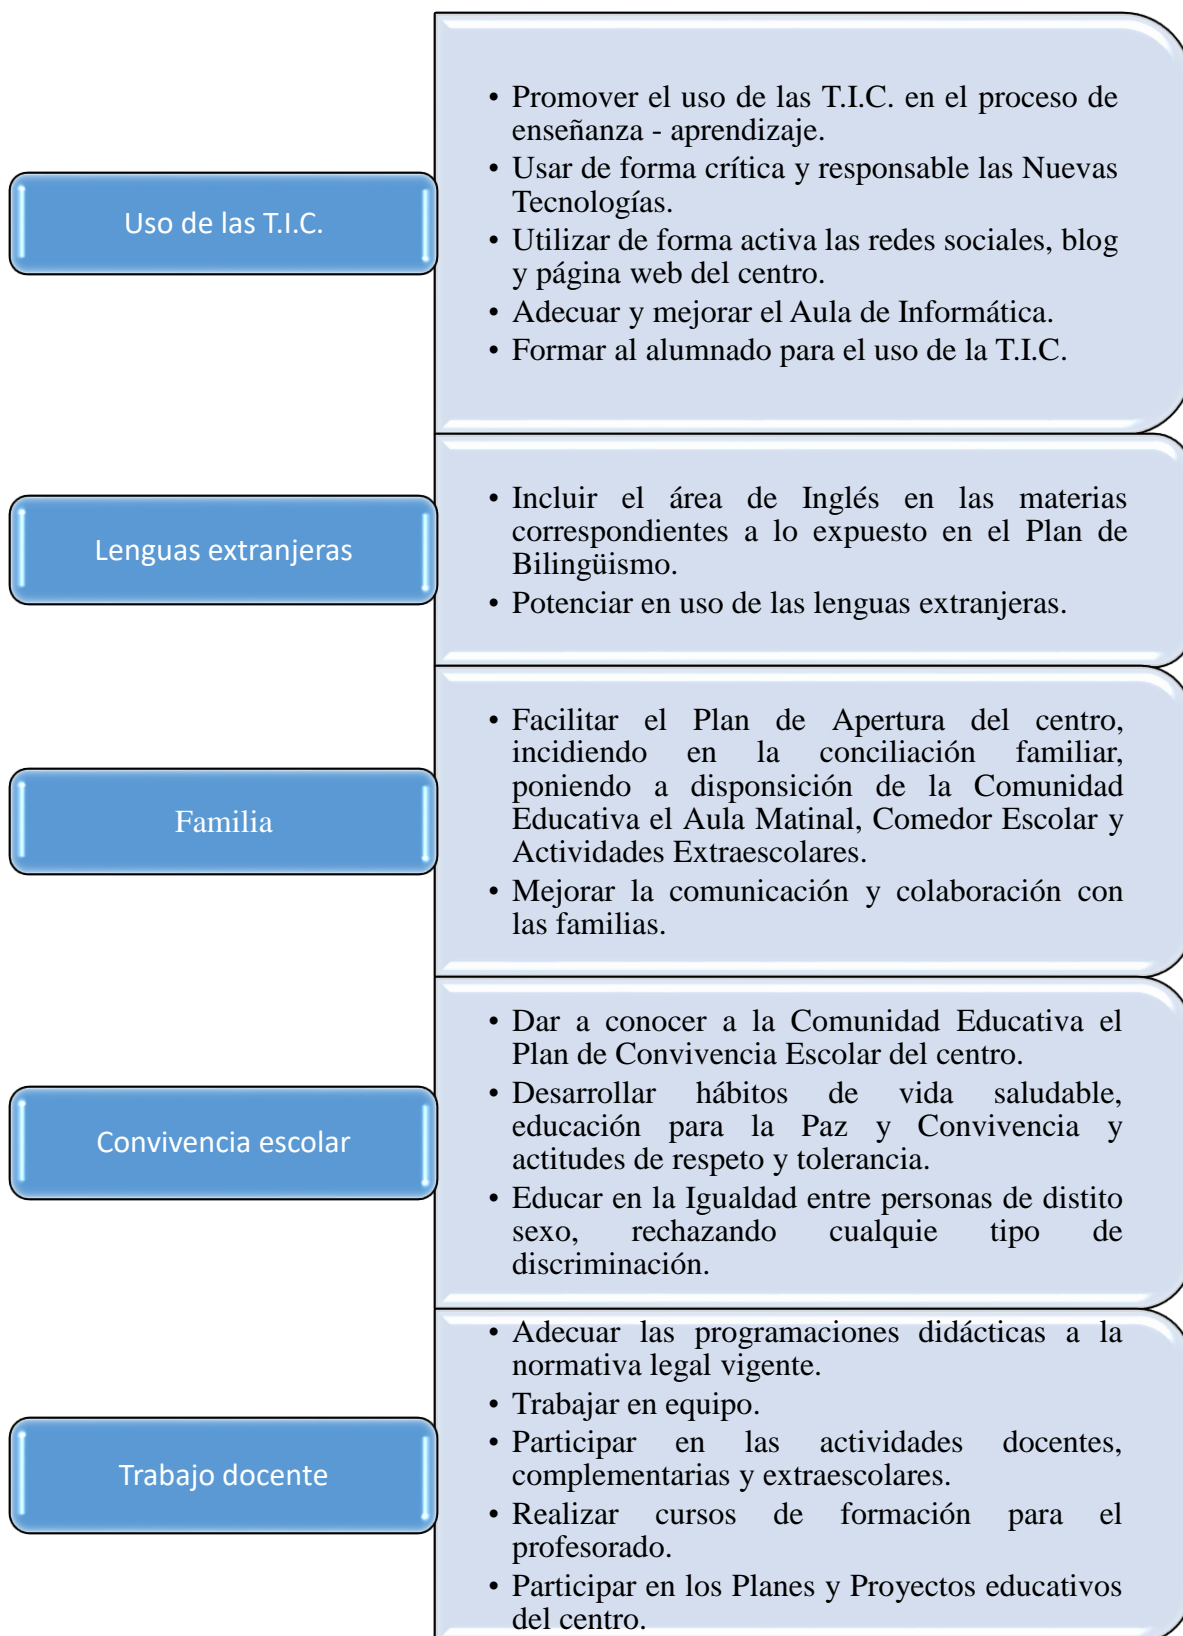 Uso de las T.I.C.
• Promover el uso de las T.I.C. en el proceso de
enseñanza - aprendizaje.
• Usar de forma crítica y responsable las Nuevas
Tecnologías.
• Utilizar de forma activa las redes sociales, blog
y página web del centro.
• Adecuar y mejorar el Aula de Informática.
• Formar al alumnado para el uso de la T.I.C.
Lenguas extranjeras
• Incluir el área de Inglés en las materias
correspondientes a lo expuesto en el Plan de
Bilingüismo.
• Potenciar en uso de las lenguas extranjeras.
Familia
• Facilitar el Plan de Apertura del centro,
incidiendo en la conciliación familiar,
poniendo a disponsición de la Comunidad
Educativa el Aula Matinal, Comedor Escolar y
Actividades Extraescolares.
• Mejorar la comunicación y colaboración con
las familias.
Convivencia escolar
• Dar a conocer a la Comunidad Educativa el
Plan de Convivencia Escolar del centro.
• Desarrollar hábitos de vida saludable,
educación para la Paz y Convivencia y
actitudes de respeto y tolerancia.
• Educar en la Igualdad entre personas de distito
sexo, rechazando cualquie tipo de
discriminación.
Trabajo docente
• Adecuar las programaciones didácticas a la
normativa legal vigente.
• Trabajar en equipo.
• Participar en las actividades docentes,
complementarias y extraescolares.
• Realizar cursos de formación para el
profesorado.
• Participar en los Planes y Proyectos educativos
del centro.